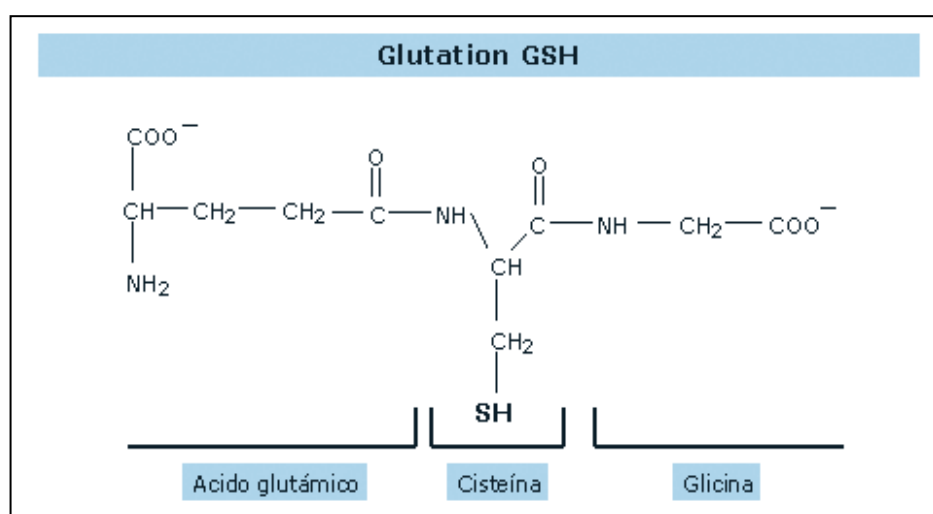 Glutation GSH
COO⁻
O
O
CH—CH₂—CH₂—C—NH
C—NH—CH₂—COO⁻
CH
NH₂
CH₂
SH
Acido glutámico
Cisteína
Glicina